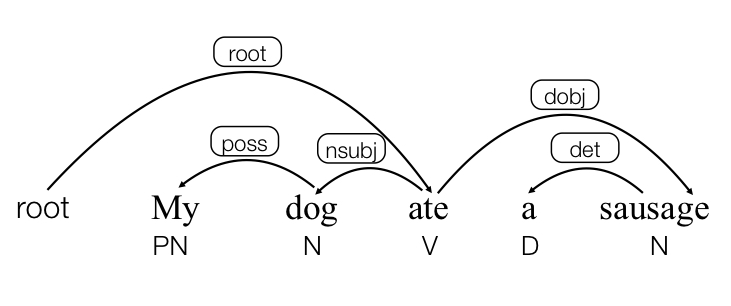 root
dobj
poss nsubj det
root My dog ate a sausage
PN N V D N